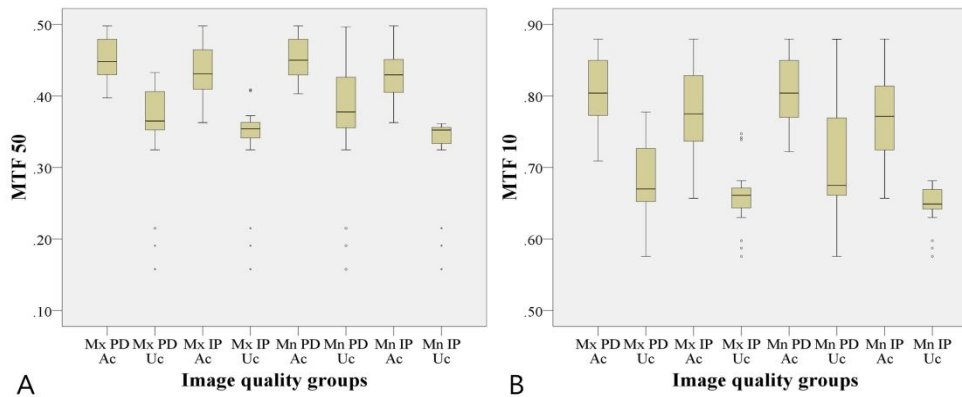 .50
.40
.30
.20
.10
MTF 50
Mx PD Mx PD Mx IP Mx IP Mn PD Mn PD Mn IP Mn IP
Ac Uc Ac Uc Ac Uc Ac Uc
Image quality groups
A
.90
.80
.70
.60
.50
MTF 10
Mx PD Mx PD Mx IP Mx IP Mn PD Mn PD Mn IP Mn IP
Ac Uc Ac Uc Ac Uc Ac Uc
Image quality groups
B